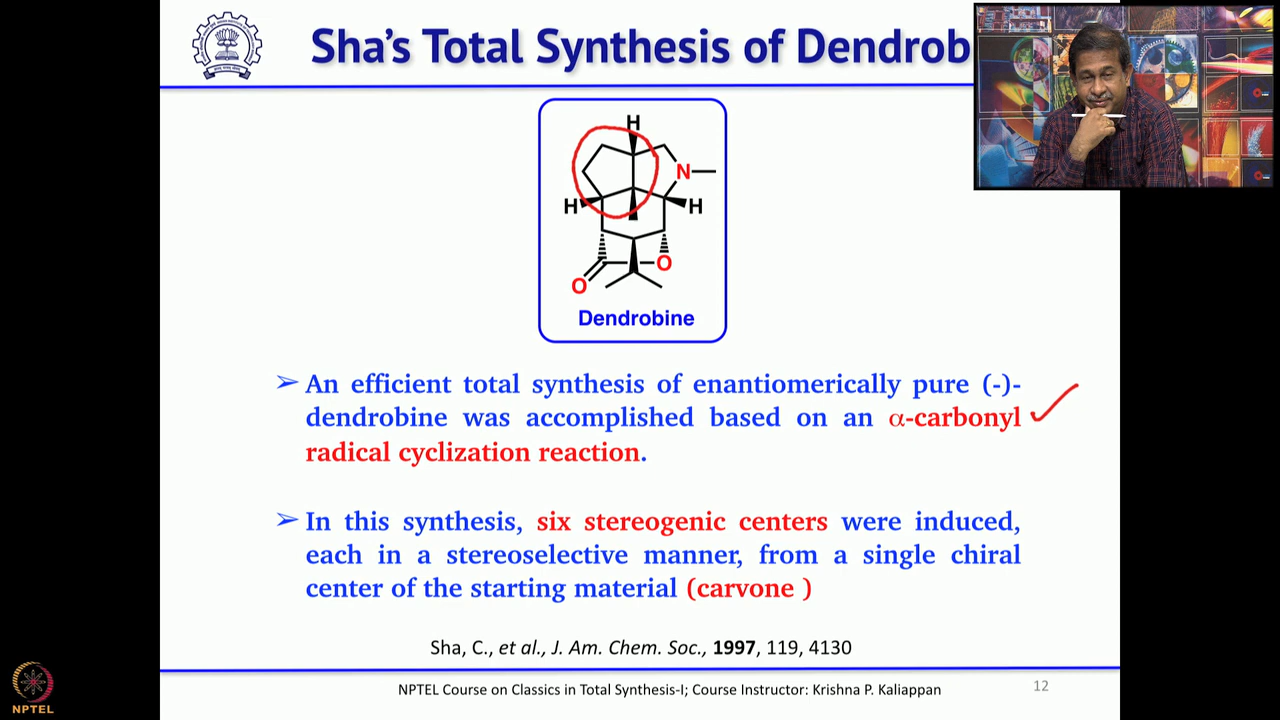 Sha's Total Synthesis of Dendrob
H
N
H
H
O
O
Dendrobine
➢ An efficient total synthesis of enantiomerically pure (-)-
dendrobine was accomplished based on an α-carbonyl
radical cyclization reaction.
➢ In this synthesis, six stereogenic centers were induced,
each in a stereoselective manner, from a single chiral
center of the starting material (carvone )
Sha, C., et al., J. Am. Chem. Soc., 1997, 119, 4130
NPTEL Course on Classics in Total Synthesis-I; Course Instructor: Krishna P. Kaliappan
12
NPTEL